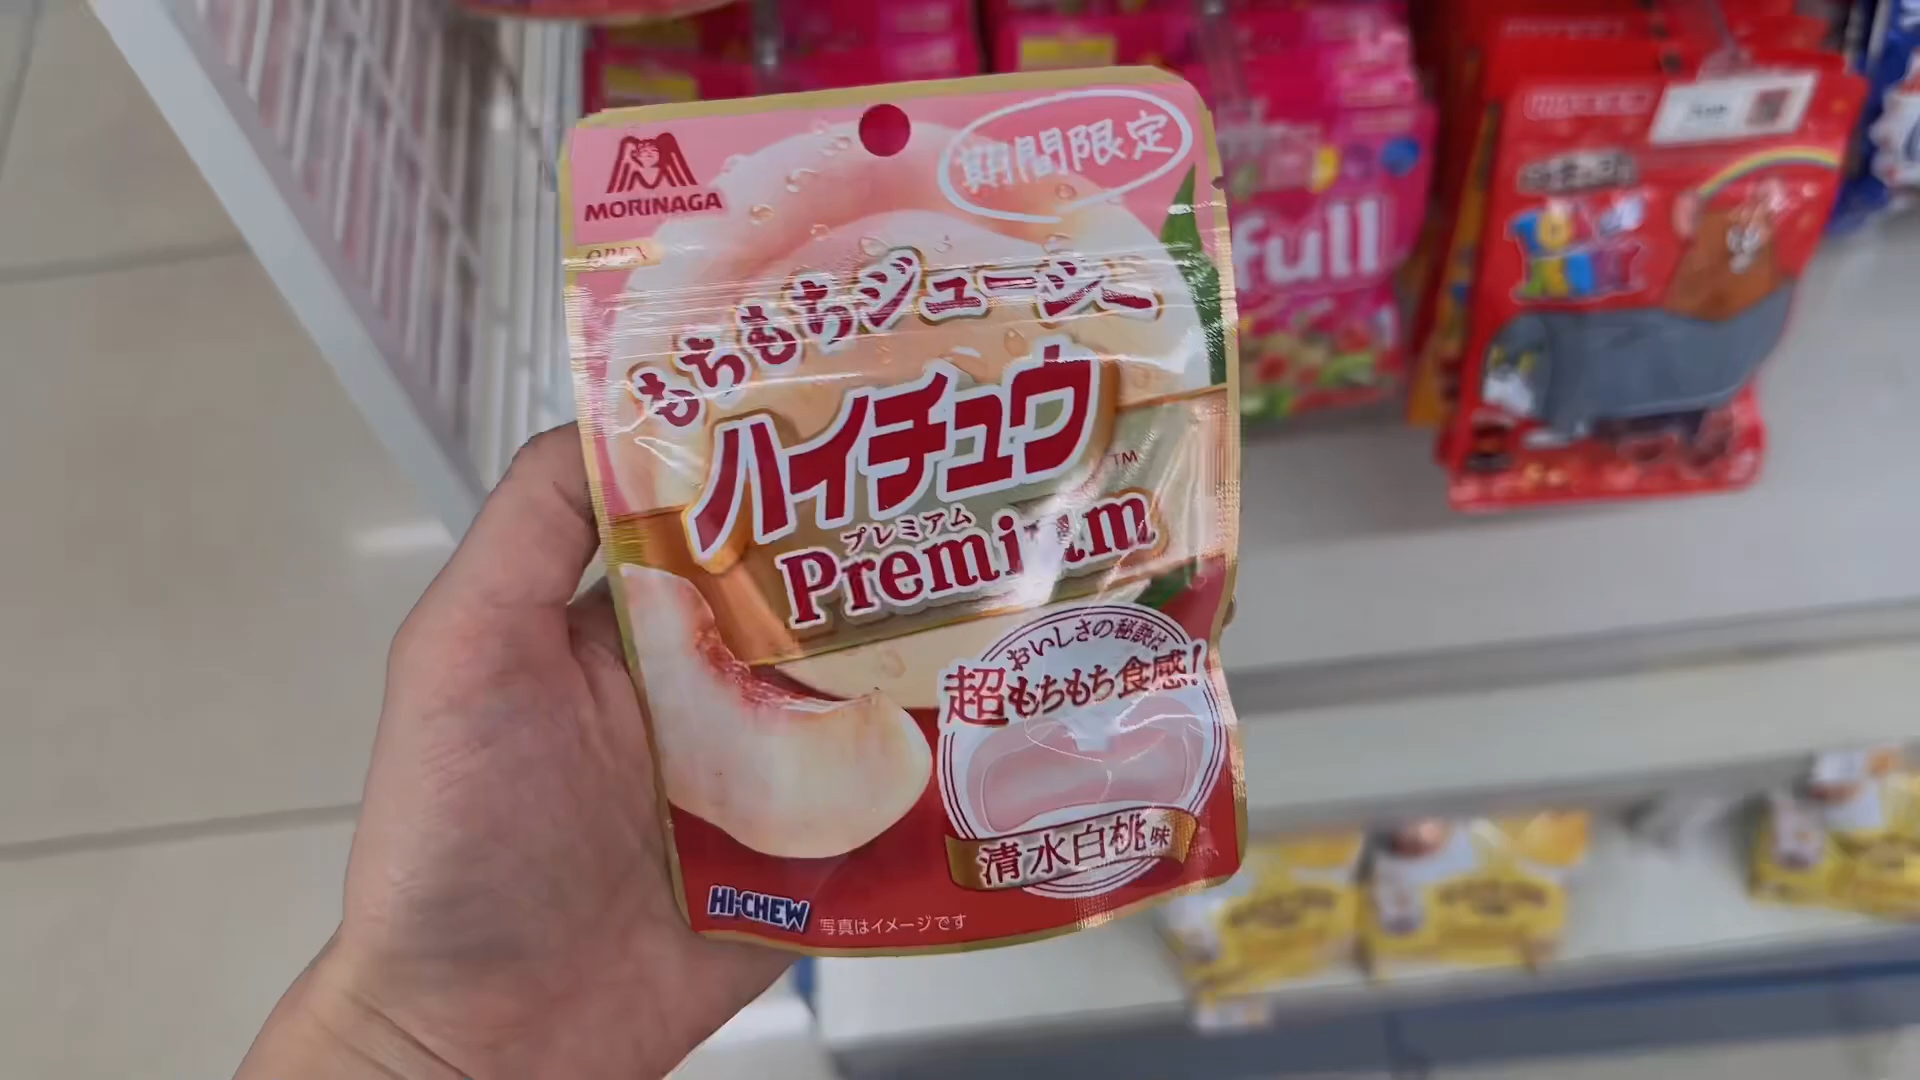 期間限定
MORINAGA
OPEN
もちもちジューシー
ハイチュウ
TM
プレミアム
Premium
おいしさの秘訣は
超もちもち食感!
清水白桃味
HI-CHEW
写真はイメージです
full